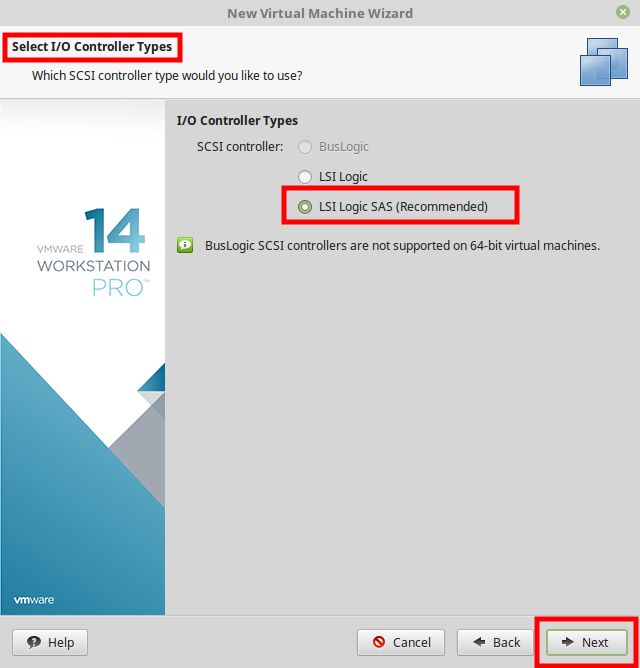 New Virtual Machine Wizard
Select I/O Controller Types
Which SCSI controller type would you like to use?
I/O Controller Types
SCSI controller:
BusLogic
LSI Logic
LSI Logic SAS (Recommended)
BusLogic SCSI controllers are not supported on 64-bit virtual machines.
14
VMWARE
WORKSTATION
PRO™
vmware
Help
Cancel
Back
Next